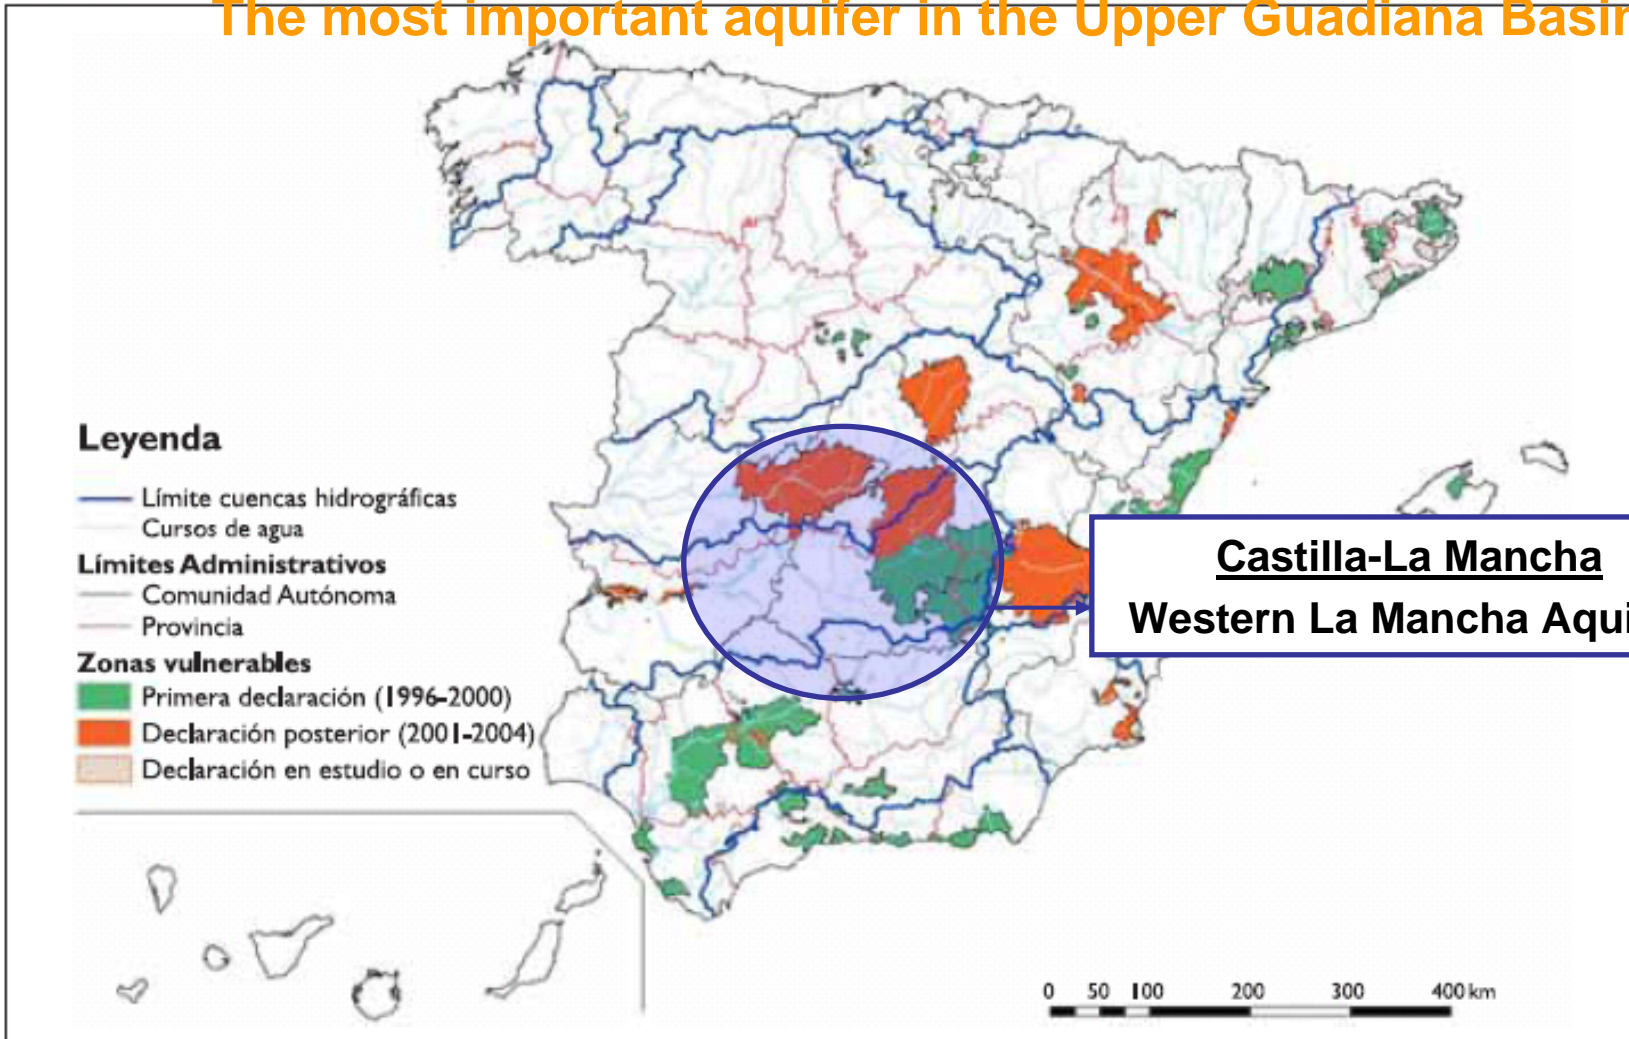 The most important aquifer in the Upper Guadiana Basin
Leyenda
Límite cuencas hidrográficas
Cursos de agua
Límites Administrativos
Comunidad Autónoma
Provincia
Zonas vulnerables
Primera declaración (1996-2000)
Declaración posterior (2001-2004)
Declaración en estudio o en curso
Castilla-La Mancha
Western La Mancha Aqui
0 50 100 200 300 400 km